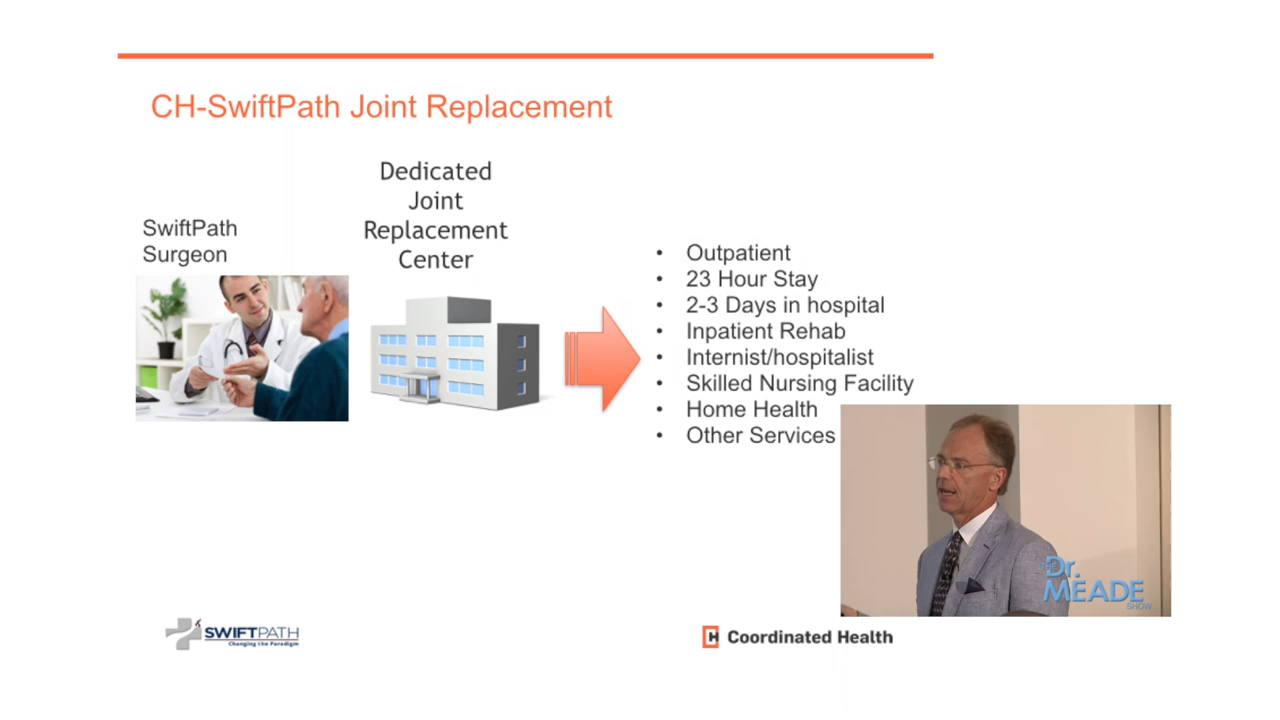 CH-SwiftPath Joint Replacement
SwiftPath
Surgeon
Dedicated
Joint
Replacement
Center
• Outpatient
• 23 Hour Stay
• 2-3 Days in hospital
• Inpatient Rehab
• Internist/hospitalist
• Skilled Nursing Facility
• Home Health
• Other Services
THE
Dr.
MEADE
SHOW
SWIFTPATH
Changing the Paradigm
H Coordinated Health